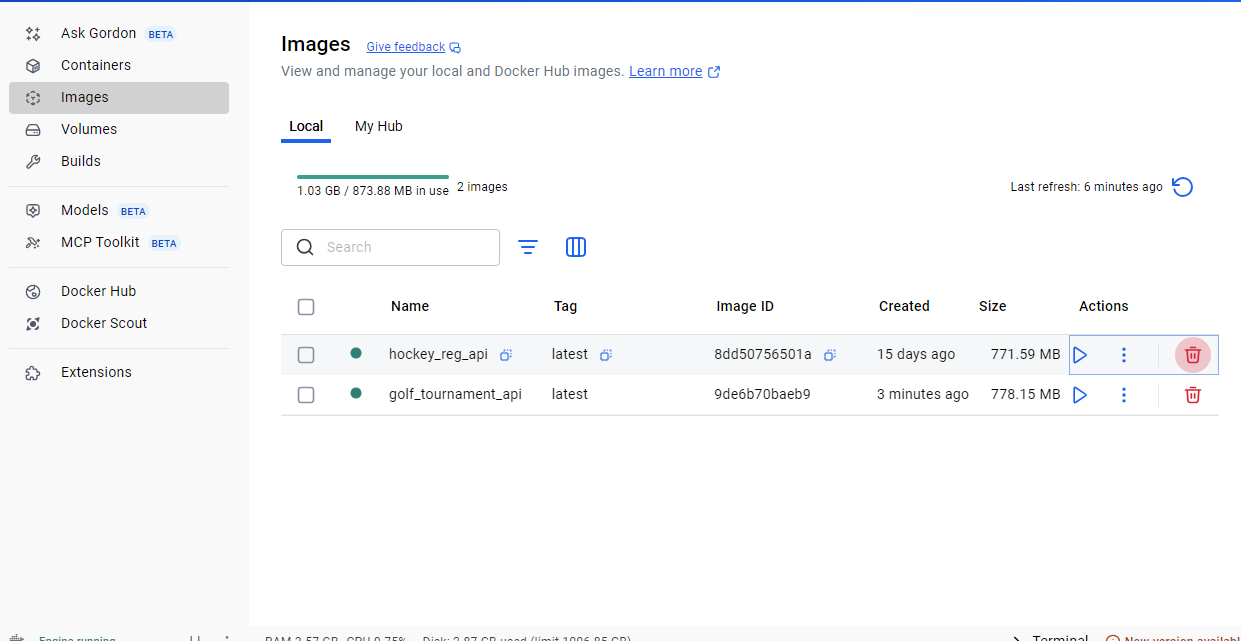 Ask Gordon BETA
Containers
Images
Volumes
Builds
Models BETA
MCP Toolkit BETA
Docker Hub
Docker Scout
Extensions
Images Give feedback
View and manage your local and Docker Hub images. Learn more
Local My Hub
1.03 GB / 873.88 MB in use 2 images
Last refresh: 6 minutes ago
Search
Name Tag Image ID Created Size Actions
hockey_reg_api latest 8dd50756501a 15 days ago 771.59 MB
golf_tournament_api latest 9de6b70baeb9 3 minutes ago 778.15 MB
Engine running RAM 3.57 GB CPU 0.75% Disk: 2.87 GB used (limit 1006.85 GB) Terminal New version availabl